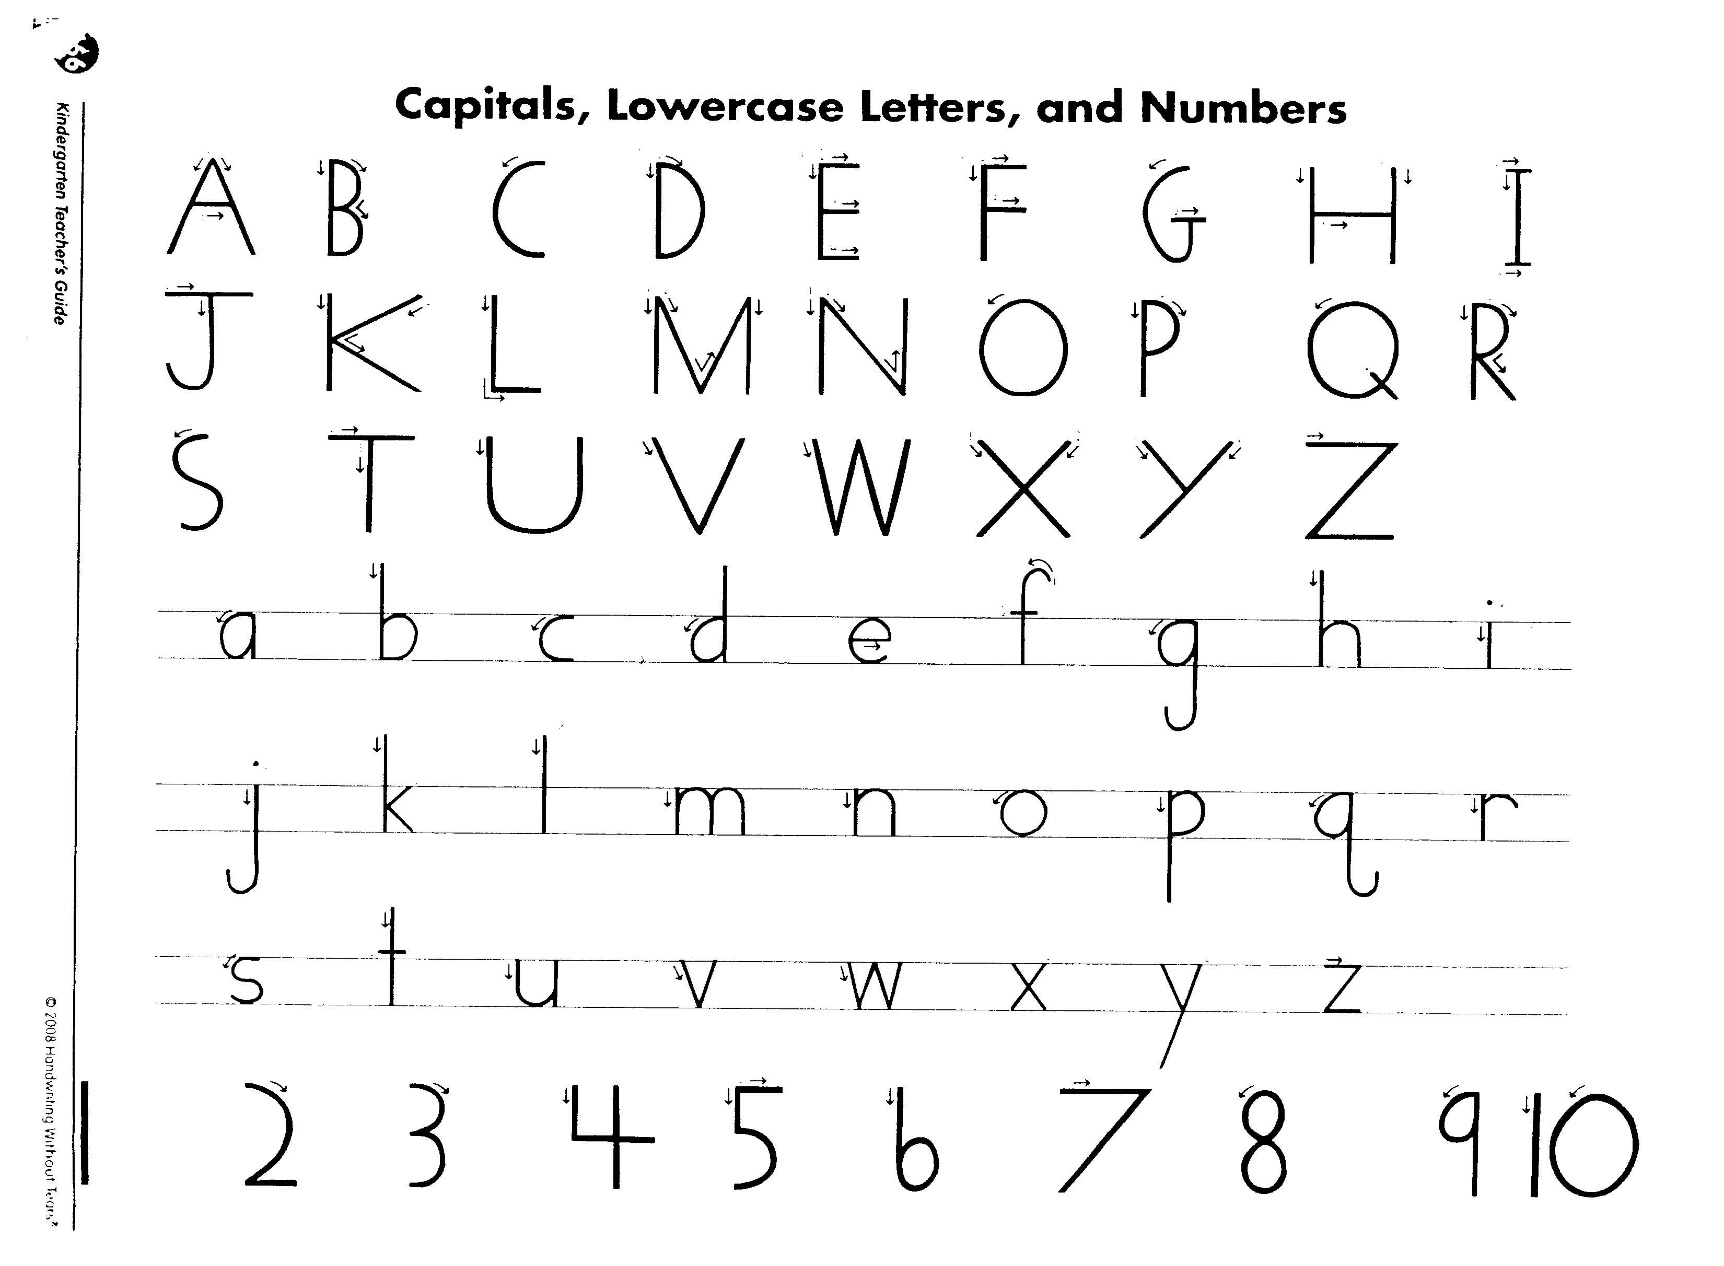 Capitals, Lowercase Letters, and Numbers
A B C D E F G H I
J K L M N O P Q R
S T U V W X Y Z
a b c d e f g h i
j k l m n o p q r
s t u v w x y z
1 2 3 4 5 6 7 8 9 10
96
Kindergarten Teacher's Guide
© 2008 Handwriting Without Tears®